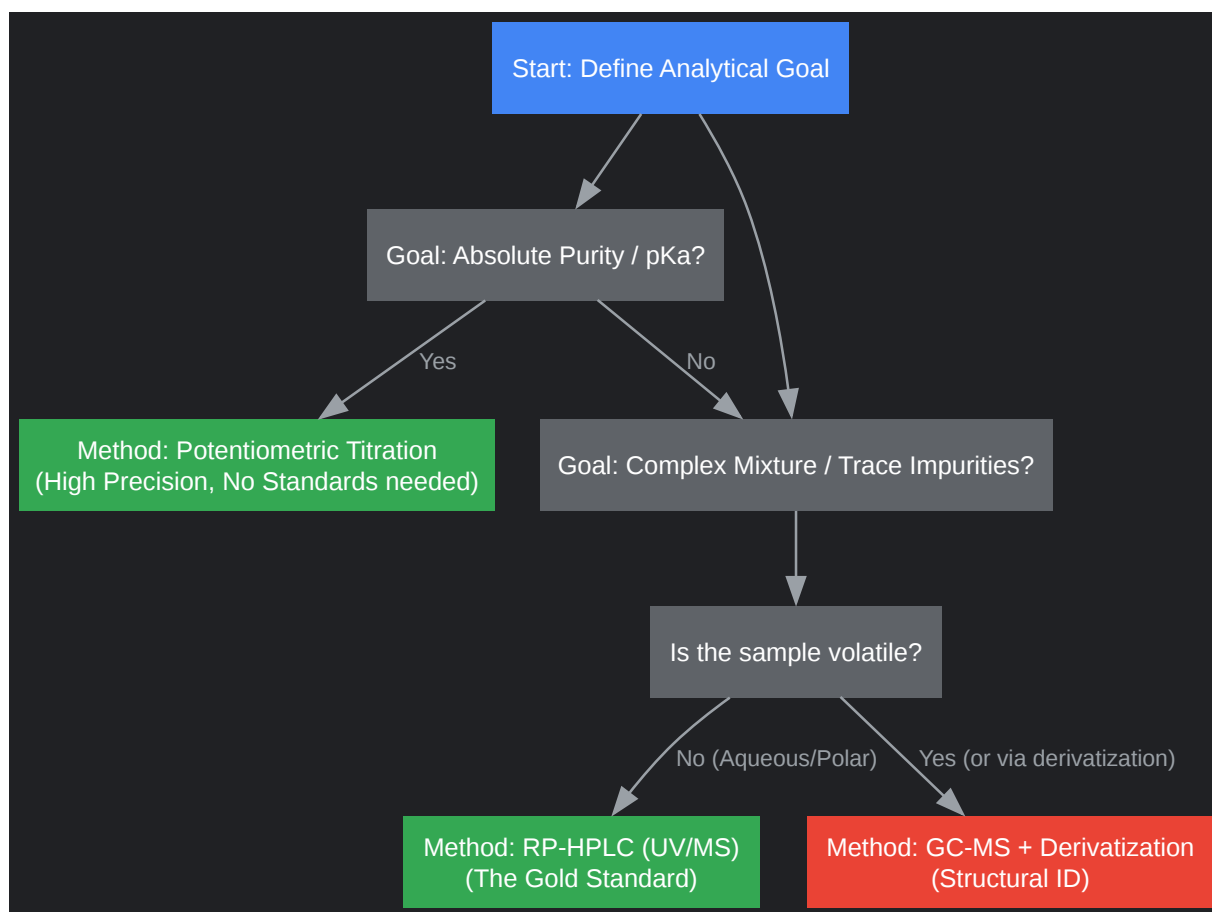 Start: Define Analytical Goal
Goal: Absolute Purity / pKa?
Yes
No
Method: Potentiometric Titration
(High Precision, No Standards needed)
Goal: Complex Mixture / Trace Impurities?
Is the sample volatile?
No (Aqueous/Polar)
Yes (or via derivatization)
Method: RP-HPLC (UV/MS)
(The Gold Standard)
Method: GC-MS + Derivatization
(Structural ID)